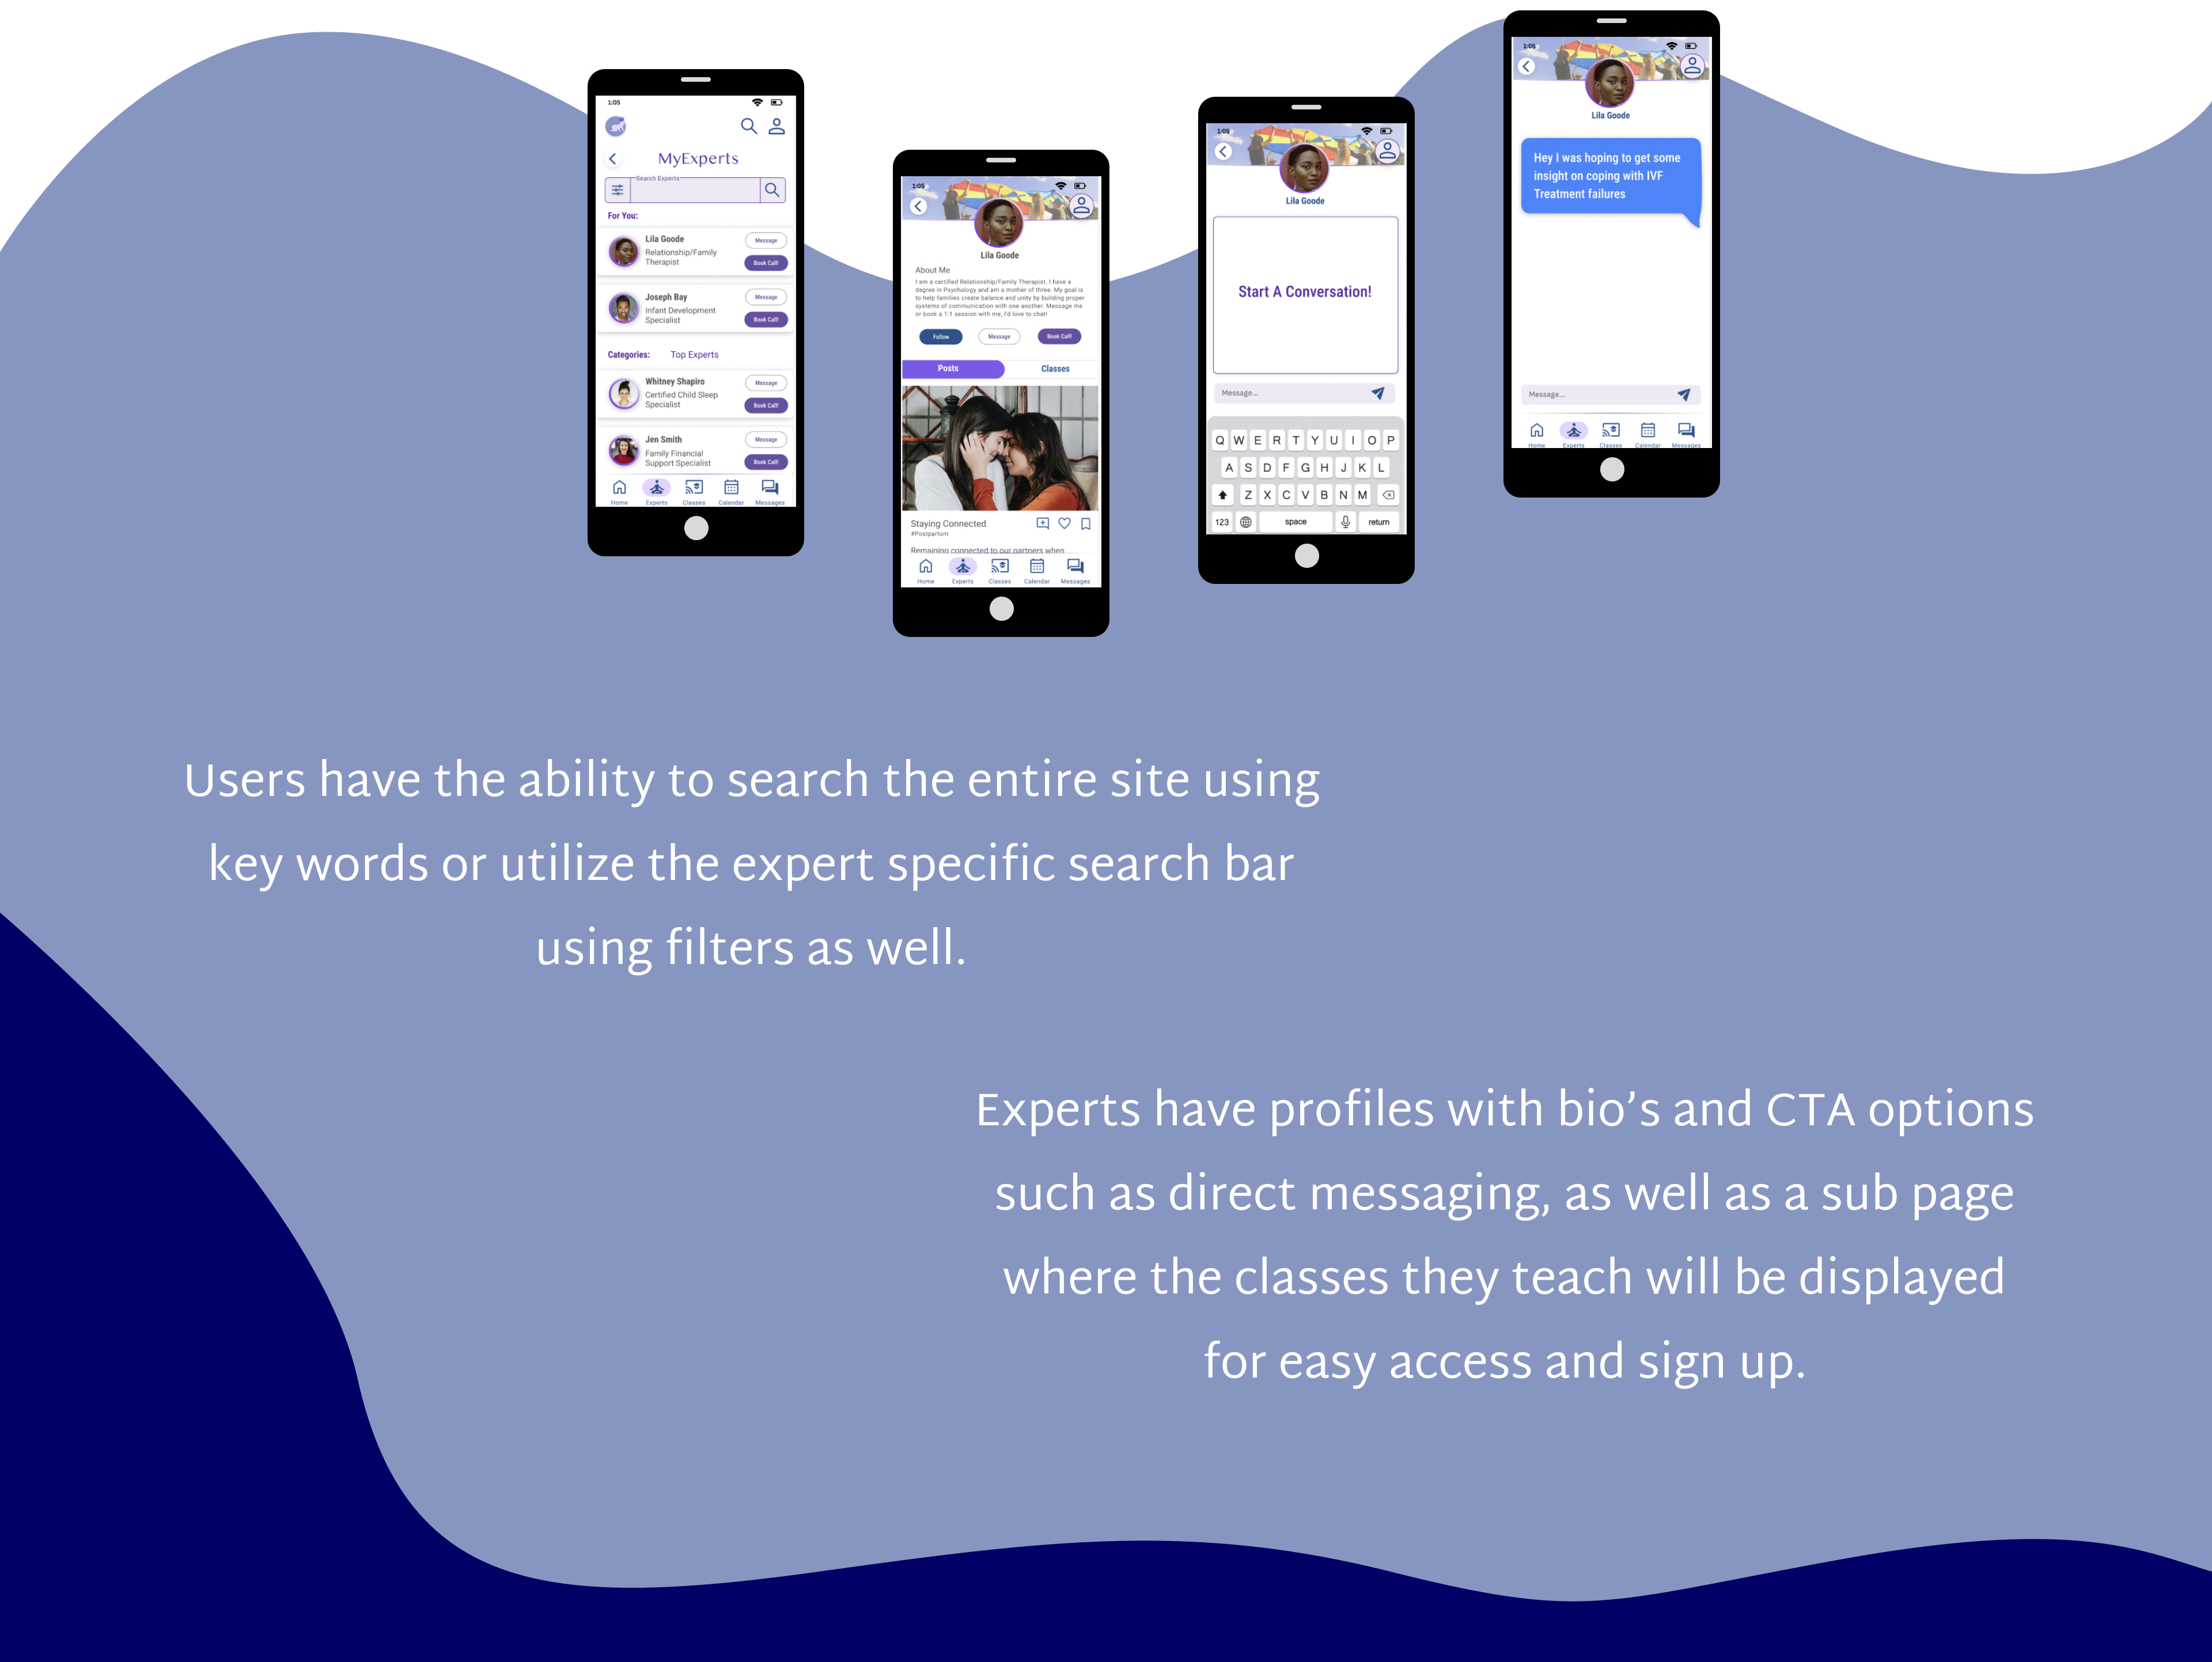 1:05
MyExperts
Search Experts
For You:
Lila Goode
Relationship/Family
Therapist
Message
Book Call!
Joseph Bay
Infant Development
Specialist
Message
Book Call!
Categories: Top Experts
Whitney Shapiro
Certified Child Sleep
Specialist
Message
Book Call!
Jen Smith
Family Financial
Support Specialist
Message
Book Call!
Home Experts Classes Calendar Messages
1:05
Lila Goode
About Me
I am a certified Relationship/Family Therapist. I have a
degree in Psychology and am a mother of three. My goal is
to help families create balance and unity by building proper
systems of communication with one another. Message me
or book a 1:1 session with me, I'd love to chat!
Follow Message Book Call!
Posts Classes
Staying Connected
#Postpartum
Remaining connected to our partners when
Home Experts Classes Calendar Messages
1:05
Lila Goode
Start A Conversation!
Message...
Q W E R T Y U I O P
A S D F G H J K L
Z X C V B N M
123 space return
1:05
Lila Goode
Hey I was hoping to get some
insight on coping with IVF
Treatment failures
Message...
Home Experts Classes Calendar Messages
Users have the ability to search the entire site using
key words or utilize the expert specific search bar
using filters as well.
Experts have profiles with bio’s and CTA options
such as direct messaging, as well as a sub page
where the classes they teach will be displayed
for easy access and sign up.